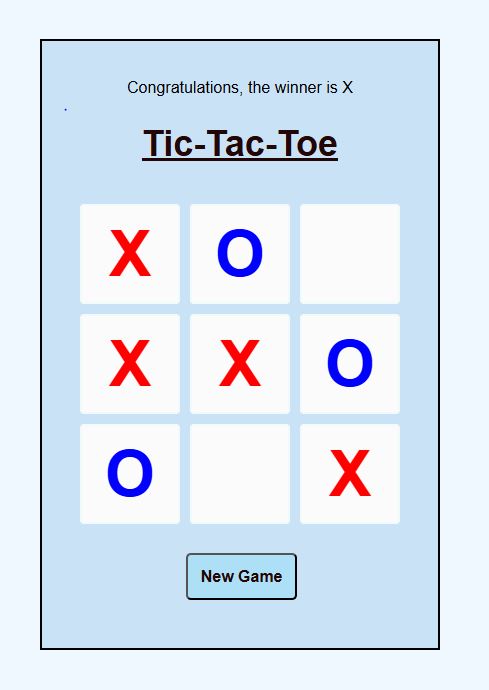 Congratulations, the winner is X
Tic-Tac-Toe
X O
X X O
O X
New Game